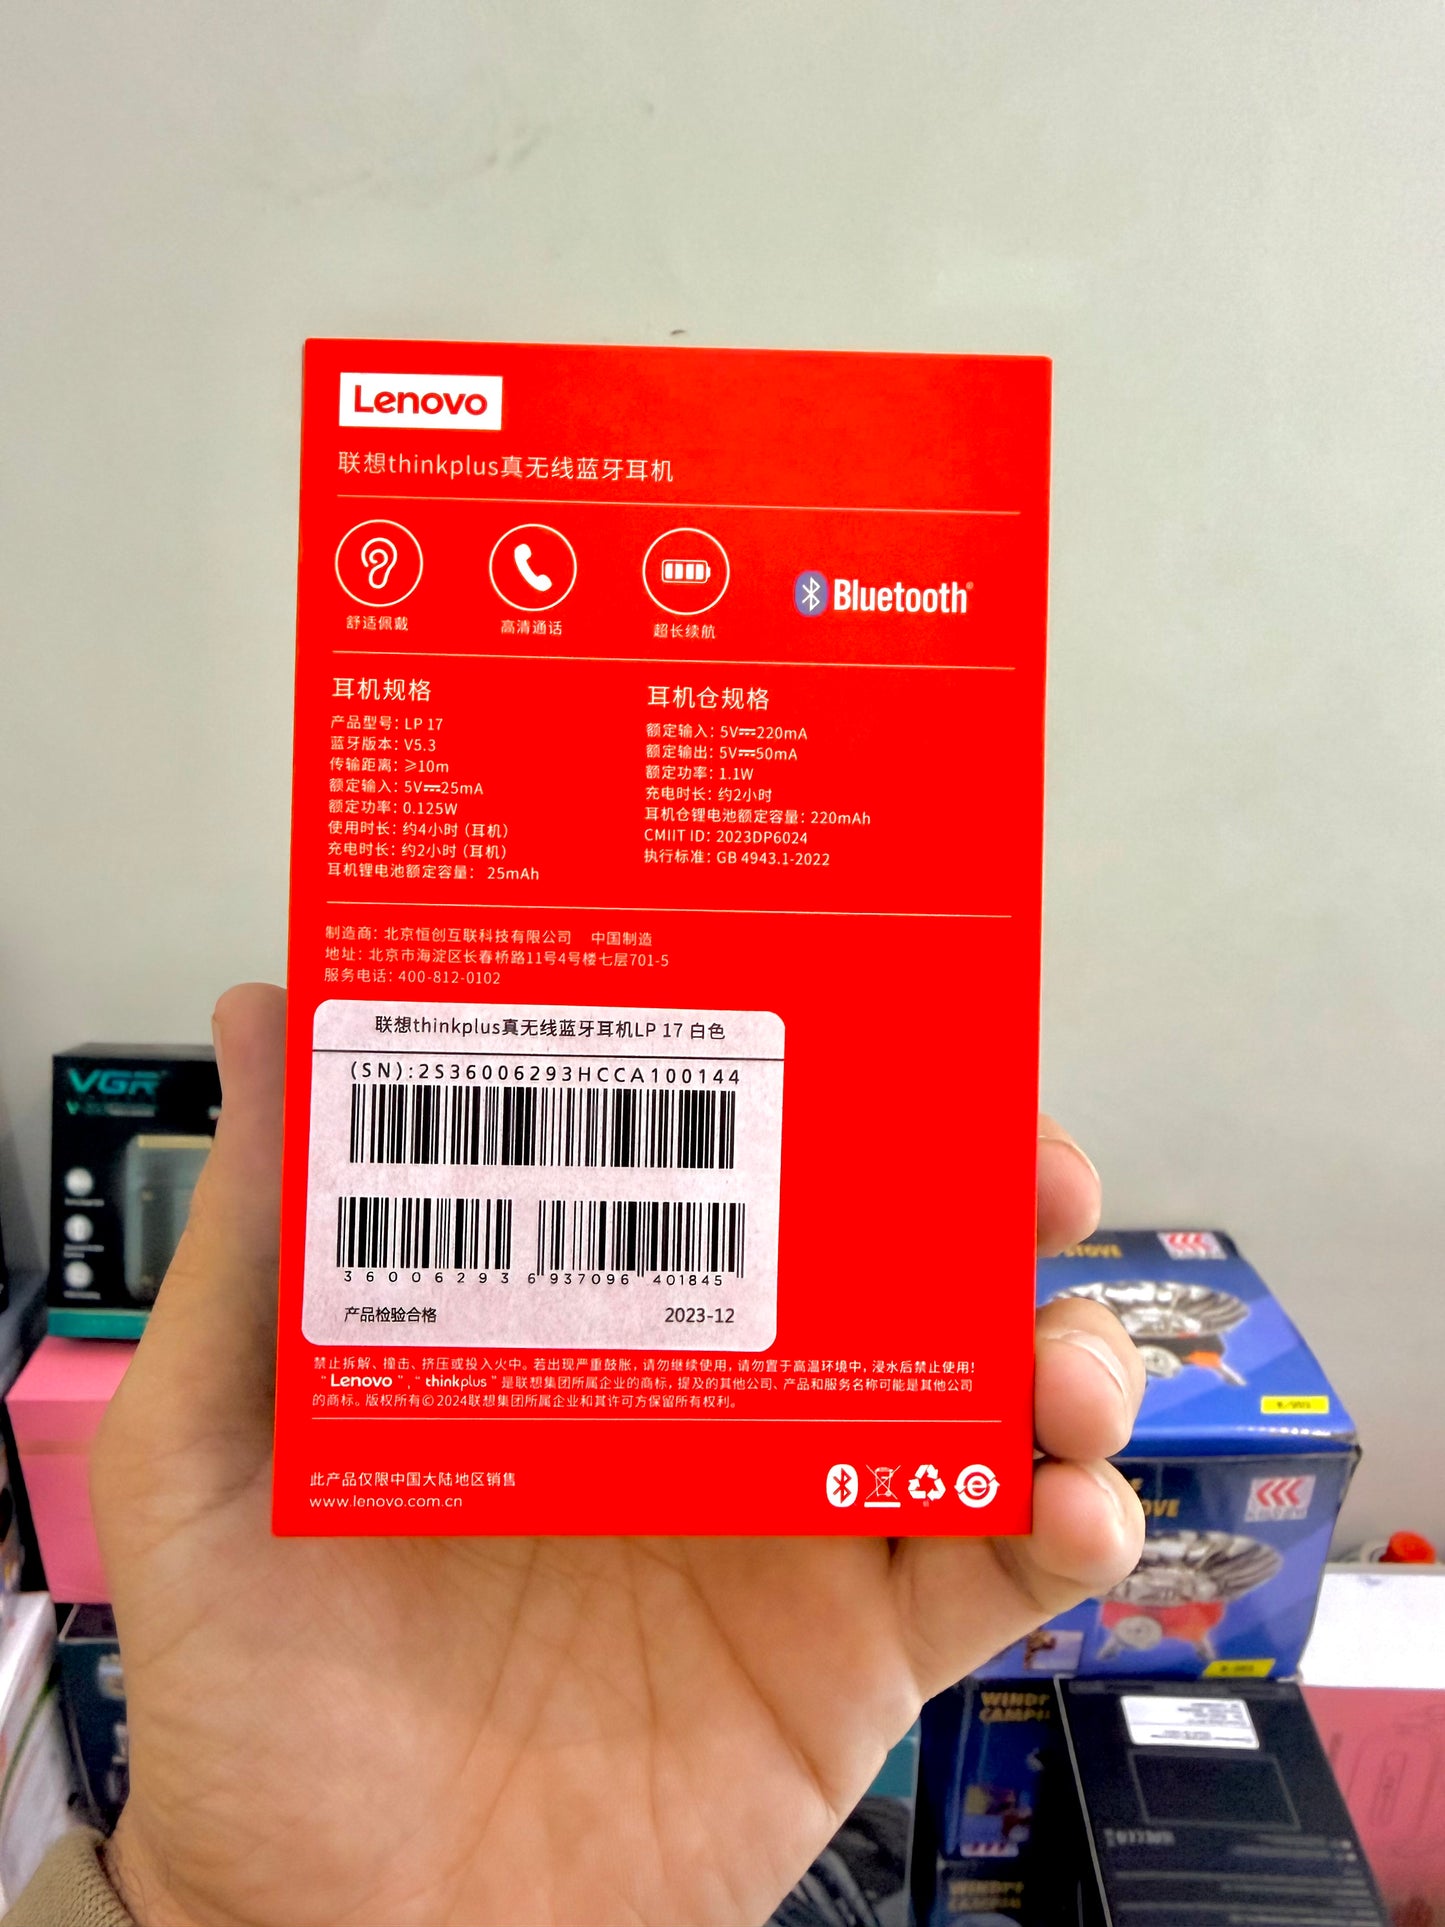 Lenovo
联想thinkplus真无线蓝牙耳机
舒适佩戴
高清通话
超长续航
Bluetooth®
耳机规格
产品型号: LP 17
蓝牙版本: V5.3
传输距离: ≥10m
额定输入: 5V⎓25mA
额定功率: 0.125W
使用时长: 约4小时 (耳机)
充电时长: 约2小时 (耳机)
耳机锂电池额定容量: 25mAh
耳机仓规格
额定输入: 5V⎓220mA
额定输出: 5V⎓50mA
额定功率: 1.1W
充电时长: 约2小时
耳机仓锂电池额定容量: 220mAh
CMIIT ID: 2023DP6024
执行标准: GB 4943.1-2022
制造商: 北京恒创互联科技有限公司 中国制造
地址: 北京市海淀区长春桥路11号4号楼七层701-5
服务电话: 400-812-0102
联想thinkplus真无线蓝牙耳机LP 17 白色
(SN):2S36006293HCCA100144
36006293
6 937096 401845
产品检验合格
2023-12
禁止拆解、撞击、挤压或投入火中。若出现严重鼓胀，请勿继续使用，请勿置于高温环境中，浸水后禁止使用！
“Lenovo”,“thinkplus”是联想集团所属企业的商标，提及的其他公司、产品和服务名称可能是其他公司
的商标。版权所有©2024联想集团所属企业和其许可方保留所有权利。
此产品仅限中国大陆地区销售
www.lenovo.com.cn
VGR
STOVE
OVE
WINDP
CAMP